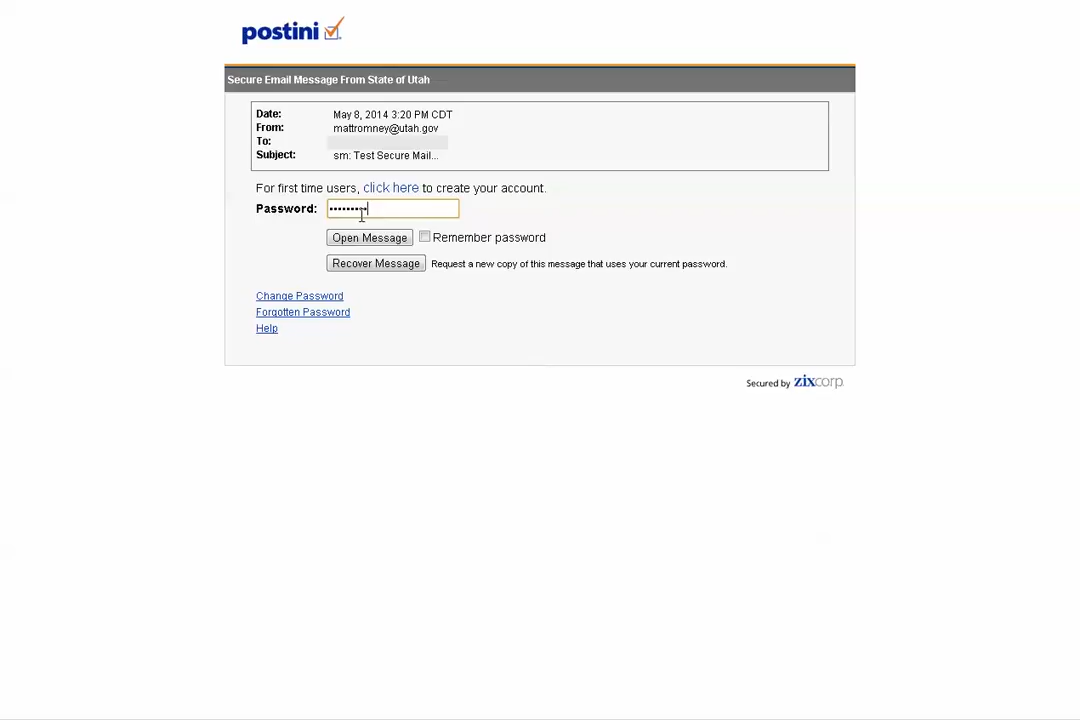 postini
Secure Email Message From State of Utah
Date: May 8, 2014 3:20 PM CDT
From: mattromney@utah.gov
To:
Subject: sm: Test Secure Mail...
For first time users, click here to create your account.
Password: •••••••••
Open Message Remember password
Recover Message Request a new copy of this message that uses your current password.
Change Password
Forgotten Password
Help
Secured by zixcorp.